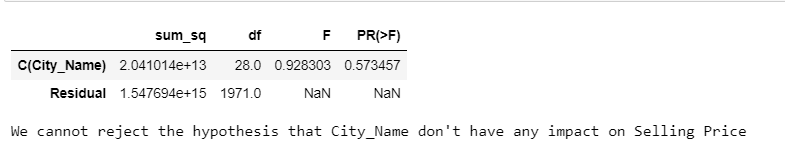 sum_sq df F PR(>F)
C(City_Name) 2.041014e+13 28.0 0.928303 0.573457
Residual 1.547694e+15 1971.0 NaN NaN
We cannot reject the hypothesis that City_Name don't have any impact on Selling Price